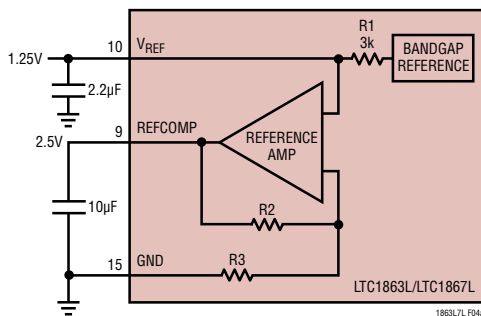 R1
3k
BANDGAP
REFERENCE
10
VREF
1.25V
2.2µF
9
REFCOMP
2.5V
REFERENCE
AMP
10µF
R2
15
GND
R3
LTC1863L/LTC1867L
1863L7L F04a